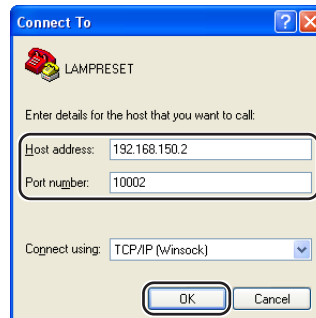 Connect To
LAMPRESET
Enter details for the host that you want to call:
Host address: 192.168.150.2
Port number: 10002
Connect using: TCP/IP (Winsock)
OK Cancel